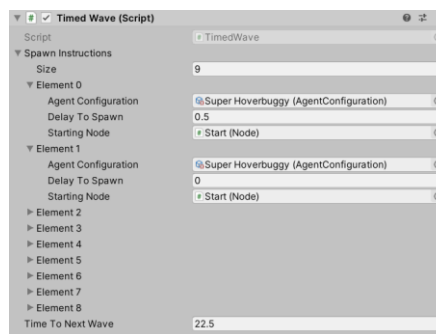 Timed Wave (Script)
Script TimedWave
Spawn Instructions
Size 9
Element 0
Agent Configuration Super Hoverbuggy (AgentConfiguration)
Delay To Spawn 0.5
Starting Node Start (Node)
Element 1
Agent Configuration Super Hoverbuggy (AgentConfiguration)
Delay To Spawn 0
Starting Node Start (Node)
Element 2
Element 3
Element 4
Element 5
Element 6
Element 7
Element 8
Time To Next Wave 22.5